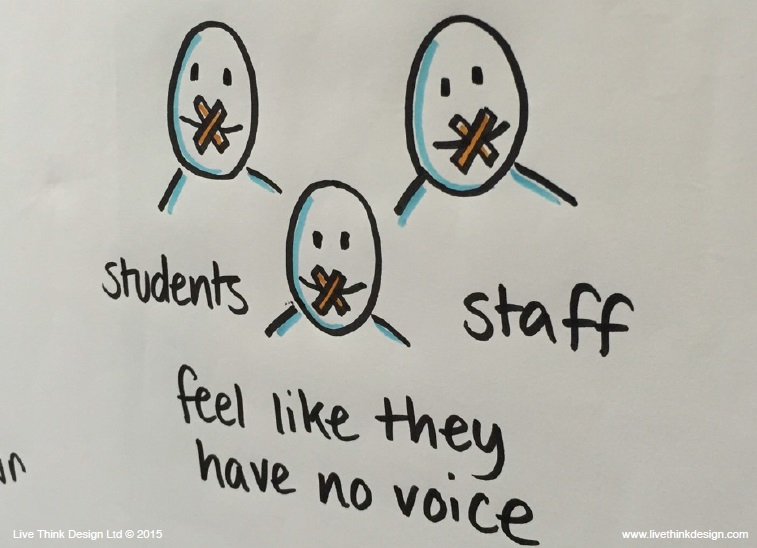 students
staff
feel like they
have no voice
Live Think Design Ltd © 2015
www.livethinkdesign.com